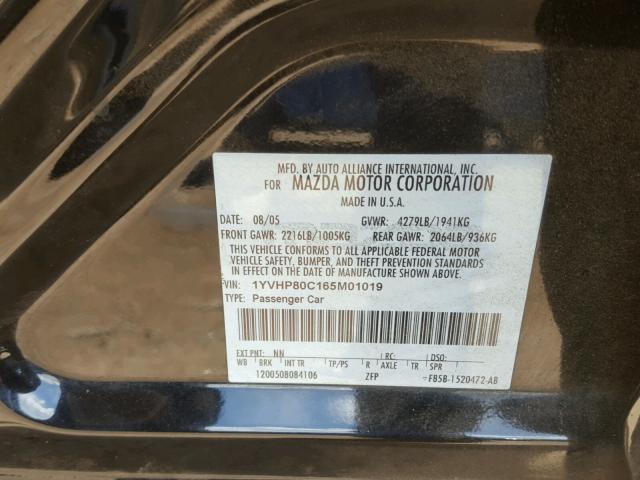 MFD. BY AUTO ALLIANCE INTERNATIONAL, INC.
FOR MAZDA MOTOR CORPORATION
MADE IN U.S.A.
DATE: 08/05 GVWR: 4279LB/1941KG
FRONT GAWR: 2216LB/1005KG REAR GAWR: 2064LB/936KG
THIS VEHICLE CONFORMS TO ALL APPLICABLE FEDERAL MOTOR
VEHICLE SAFETY, BUMPER, AND THEFT PREVENTION STANDARDS
IN EFFECT ON THE DATE OF MANUFACTURE SHOWN ABOVE.
VIN: 1YVHP80C165M01019
TYPE: Passenger Car
EXT PNT: NN RC: DSO:
WB BRK INT TR TP/PS R AXLE TR SPR
1200508084106 ZFP FB5B-1520472-AB